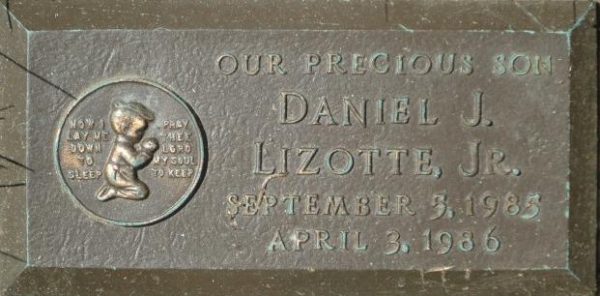 NOW I
LAY ME
DOWN
TO
SLEEP
PRAY
THEE
LORD
MY SOUL
TO KEEP
OUR PRECIOUS SON
DANIEL J.
LIZOTTE, JR.
SEPTEMBER 5, 1985
APRIL 3, 1986